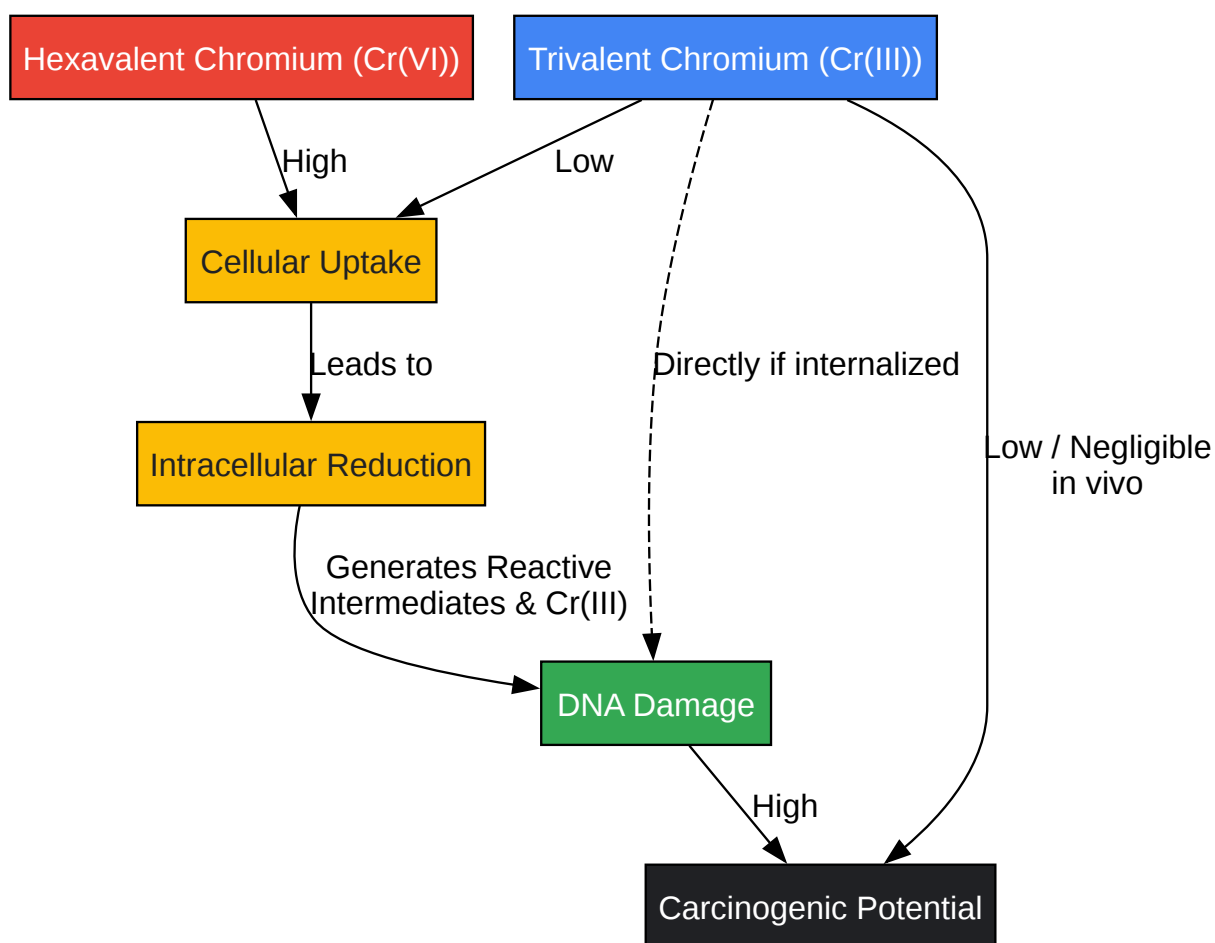 Hexavalent Chromium (Cr(VI))
Trivalent Chromium (Cr(III))
High
Low
Cellular Uptake
Leads to
Directly if internalized
Low / Negligible
in vivo
Intracellular Reduction
Generates Reactive
Intermediates & Cr(III)
DNA Damage
High
Carcinogenic Potential